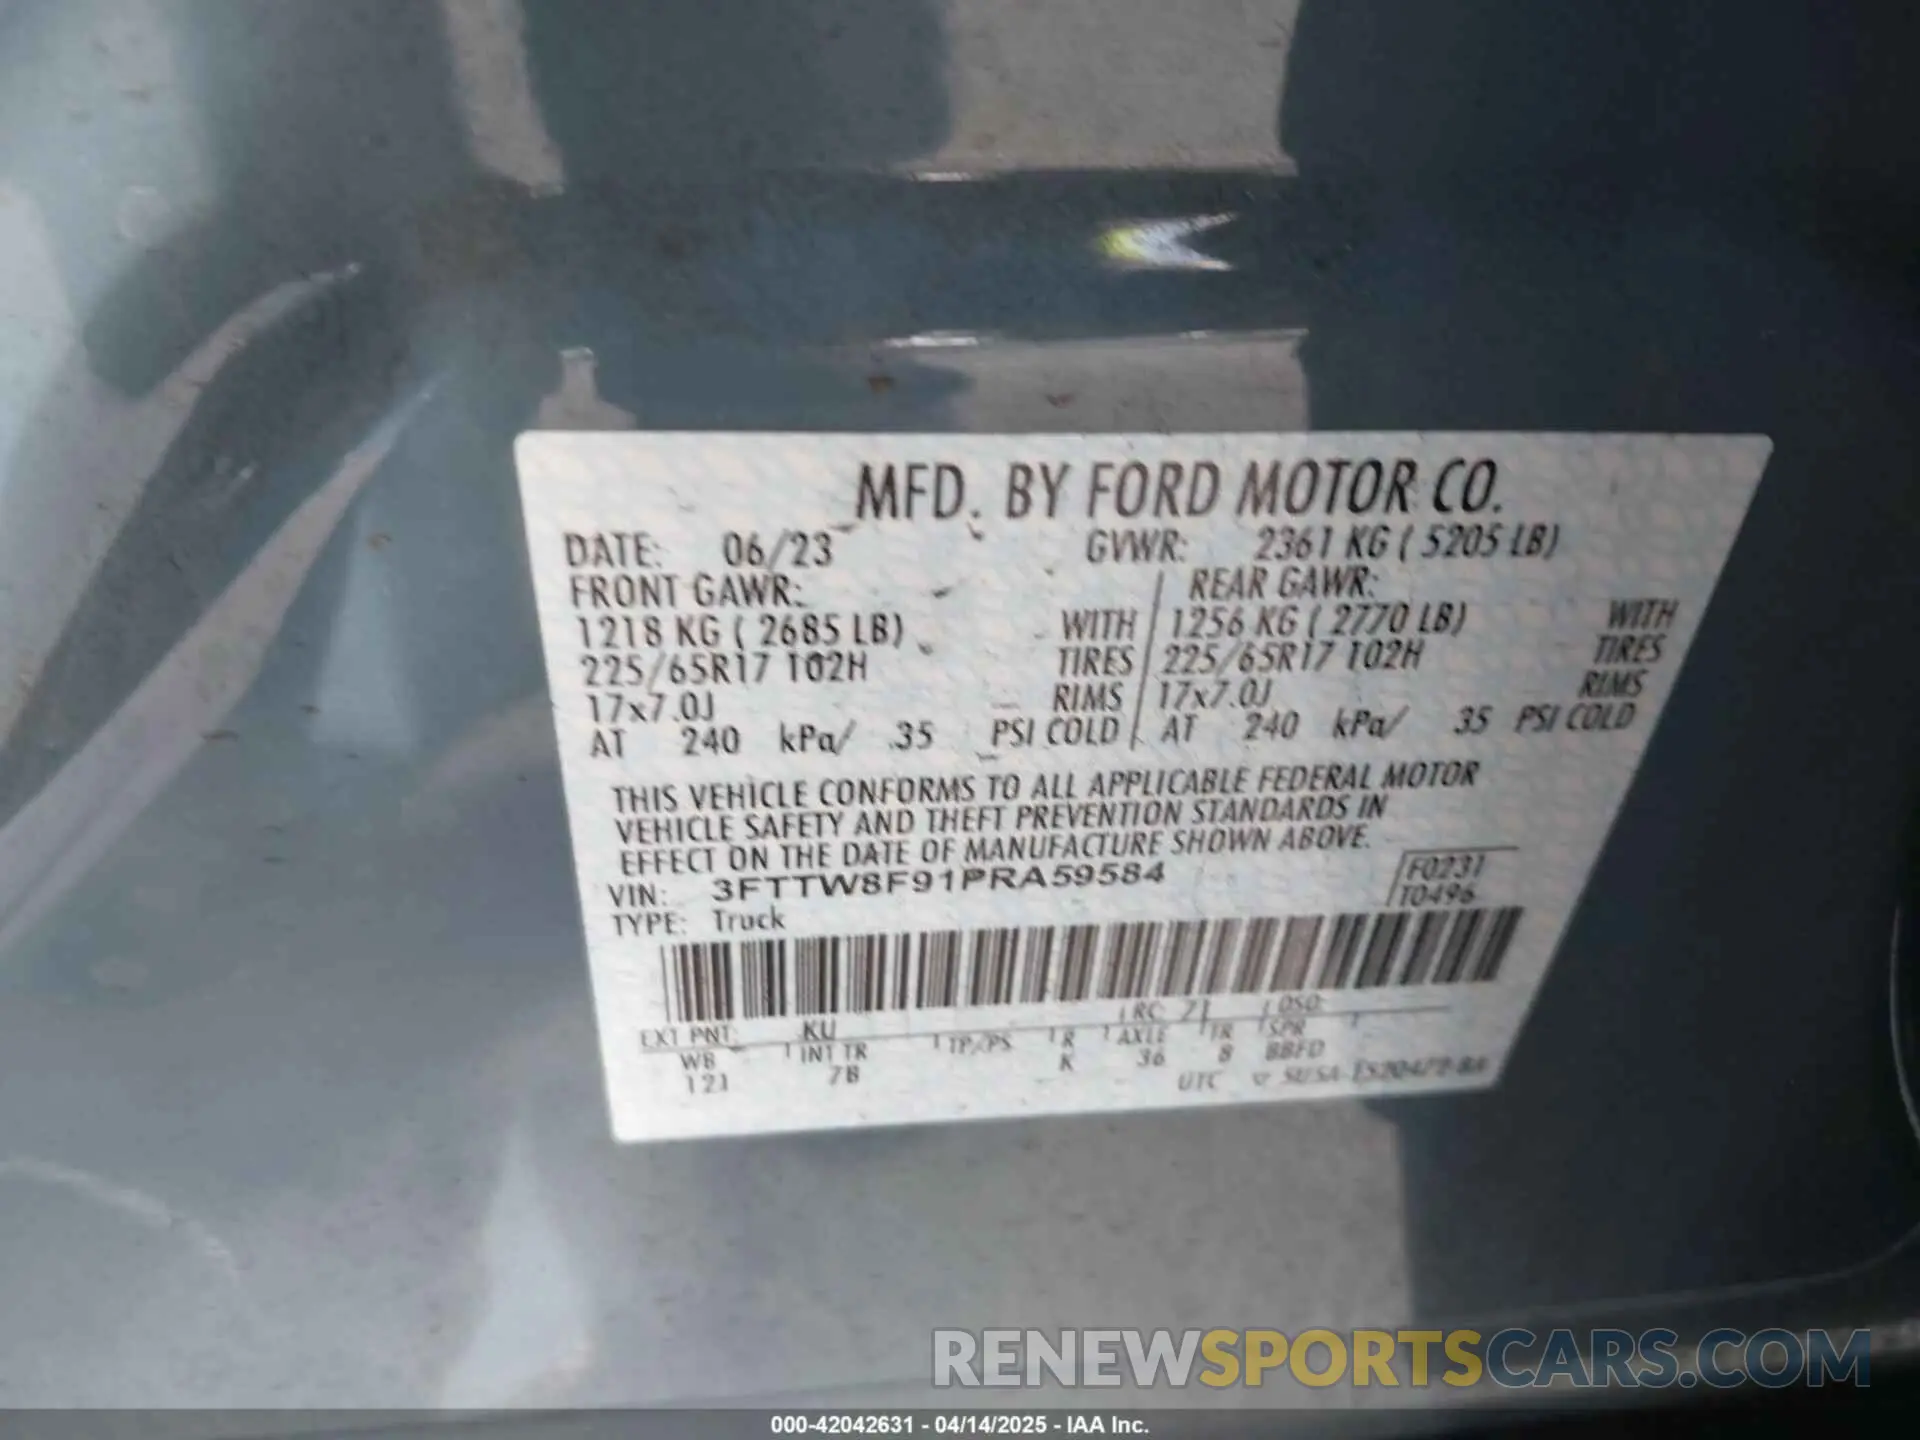 MFD. BY FORD MOTOR CO.
DATE: 06/23 GVWR: 2361 KG ( 5205 LB)
FRONT GAWR: REAR GAWR:
1218 KG ( 2685 LB) WITH 1256 KG ( 2770 LB) WITH
225/65R17 102H TIRES 225/65R17 102H TIRES
17x7.0J RIMS 17x7.0J RIMS
AT 240 kPa/ 35 PSI COLD AT 240 kPa/ 35 PSI COLD
THIS VEHICLE CONFORMS TO ALL APPLICABLE FEDERAL MOTOR
VEHICLE SAFETY AND THEFT PREVENTION STANDARDS IN
EFFECT ON THE DATE OF MANUFACTURE SHOWN ABOVE.
VIN: 3FTTW8F91PRA59584 F0231
TYPE: Truck T0496
EXT PNT: KU RC: 71 DSO:
WB INT TR TP/PS R AXLE TR SPR
121 7B K 36 8 BBFD
UTC
RENEWSPORTSCARS.COM
000-42042631 - 04/14/2025 - IAA Inc.